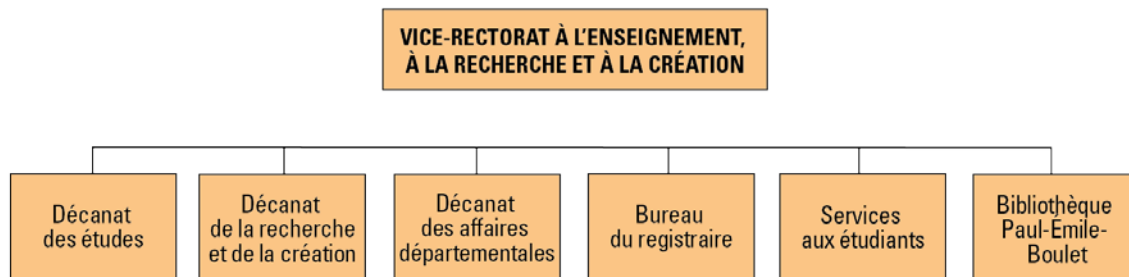 VICE-RECTORAT À L'ENSEIGNEMENT,
À LA RECHERCHE ET À LA CRÉATION
Décanat
des études
Décanat
de la recherche
et de la création
Décanat
des affaires
départementales
Bureau
du registraire
Services
aux étudiants
Bibliothèque
Paul-Émile-
Boulet